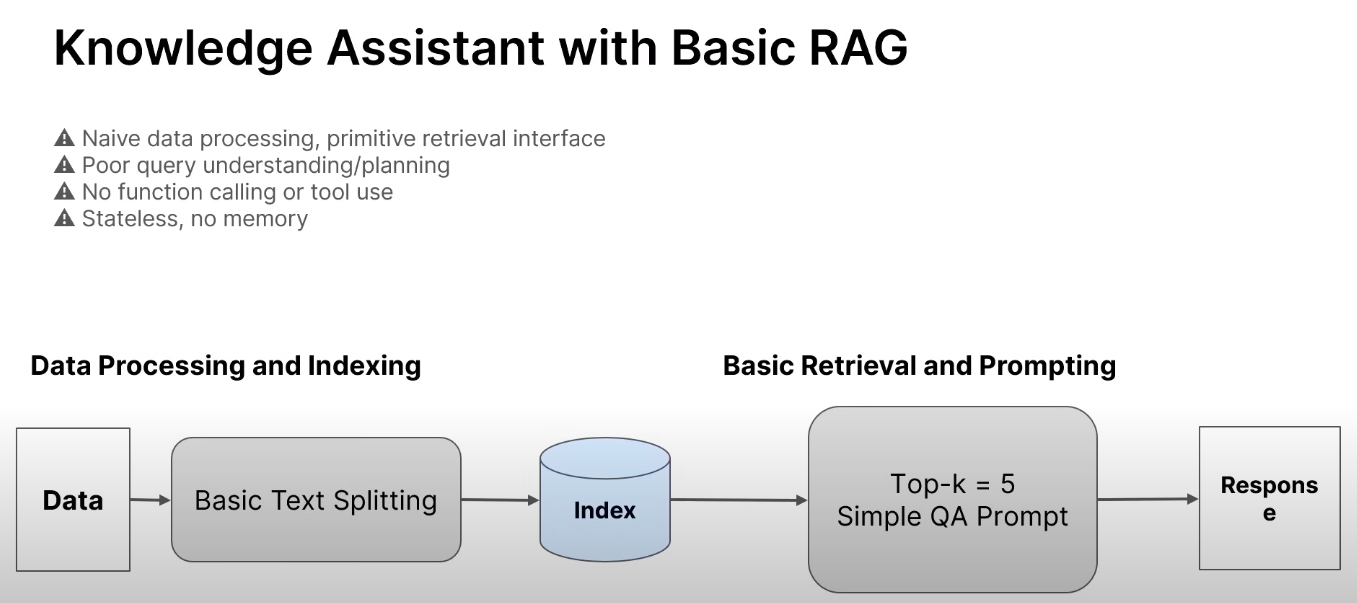 Knowledge Assistant with Basic RAG
⚠ Naive data processing, primitive retrieval interface
⚠ Poor query understanding/planning
⚠ No function calling or tool use
⚠ Stateless, no memory
Data Processing and Indexing
Basic Retrieval and Prompting
Data
Basic Text Splitting
Index
Top-k = 5
Simple QA Prompt
Respons
e